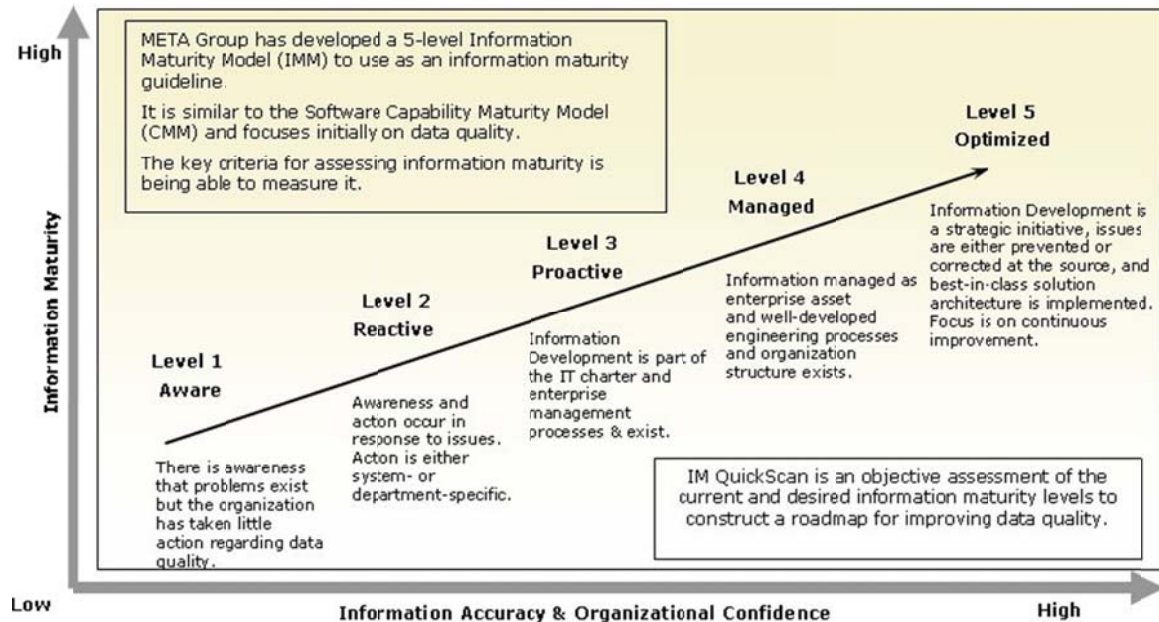 High
META Group has developed a 5-level Information
Maturity Model (IMM) to use as an information maturity
guideline.
It is similar to the Software Capability Maturity Model
(CMM) and focuses initially on data quality.
The key criteria for assessing information maturity is
being able to measure it.
Information Maturity
Level 1
Aware
There is awareness
that problems exist
but the organization
has taken little
action regarding data
quality.
Level 2
Reactive
Awareness and
acton occur in
response to issues.
Acton is either
system- or
department-specific.
Level 3
Proactive
Information
Development is part of
the IT charter and
enterprise
management
processes & exist.
Level 4
Managed
Information managed as
enterprise asset
and well-developed
engineering processes
and organization
structure exists.
Level 5
Optimized
Information Development is
a strategic initiative, issues
are either prevented or
corrected at the source, and
best-in-class solution
architecture is implemented.
Focus is on continuous
improvement.
IM QuickScan is an objective assessment of the
current and desired information maturity levels to
construct a roadmap for improving data quality.
Low
Information Accuracy & Organizational Confidence
High